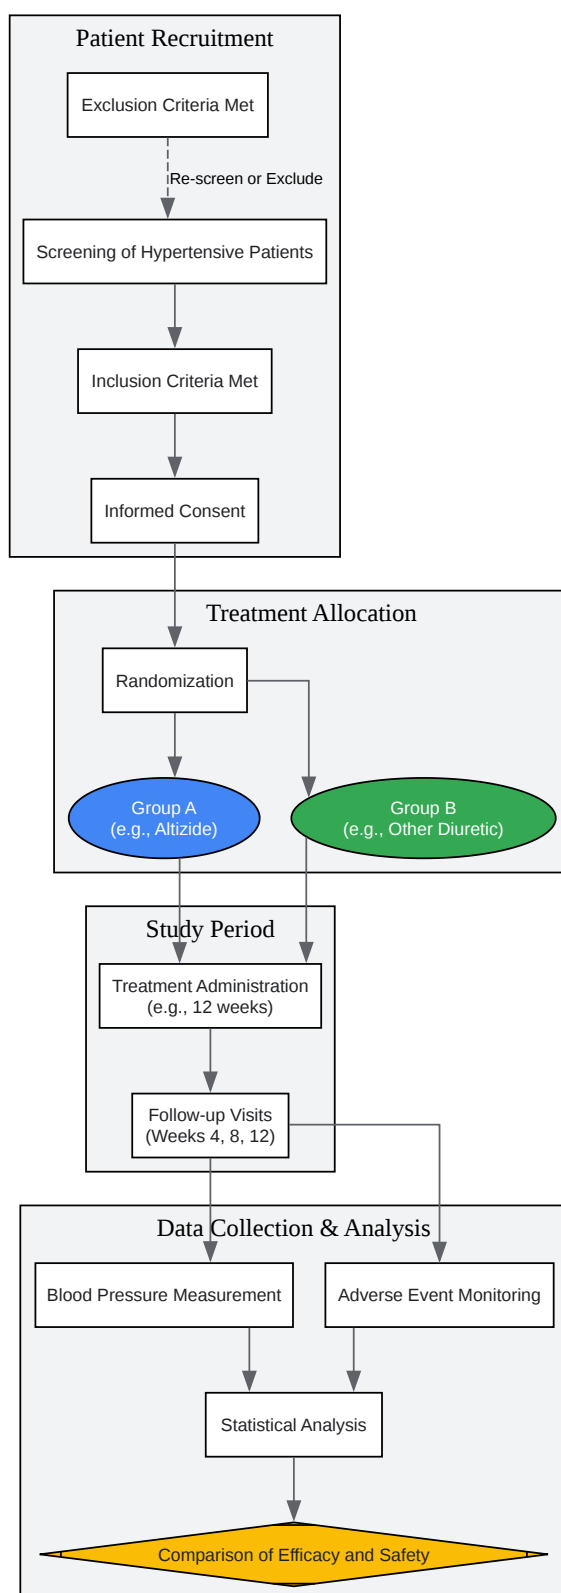 Patient Recruitment
Exclusion Criteria Met
Re-screen or Exclude
Screening of Hypertensive Patients
Inclusion Criteria Met
Informed Consent
Treatment Allocation
Randomization
Group A
(e.g., Altizide)
Group B
(e.g., Other Diuretic)
Study Period
Treatment Administration
(e.g., 12 weeks)
Follow-up Visits
(Weeks 4, 8, 12)
Data Collection & Analysis
Blood Pressure Measurement
Adverse Event Monitoring
Statistical Analysis
Comparison of Efficacy and Safety